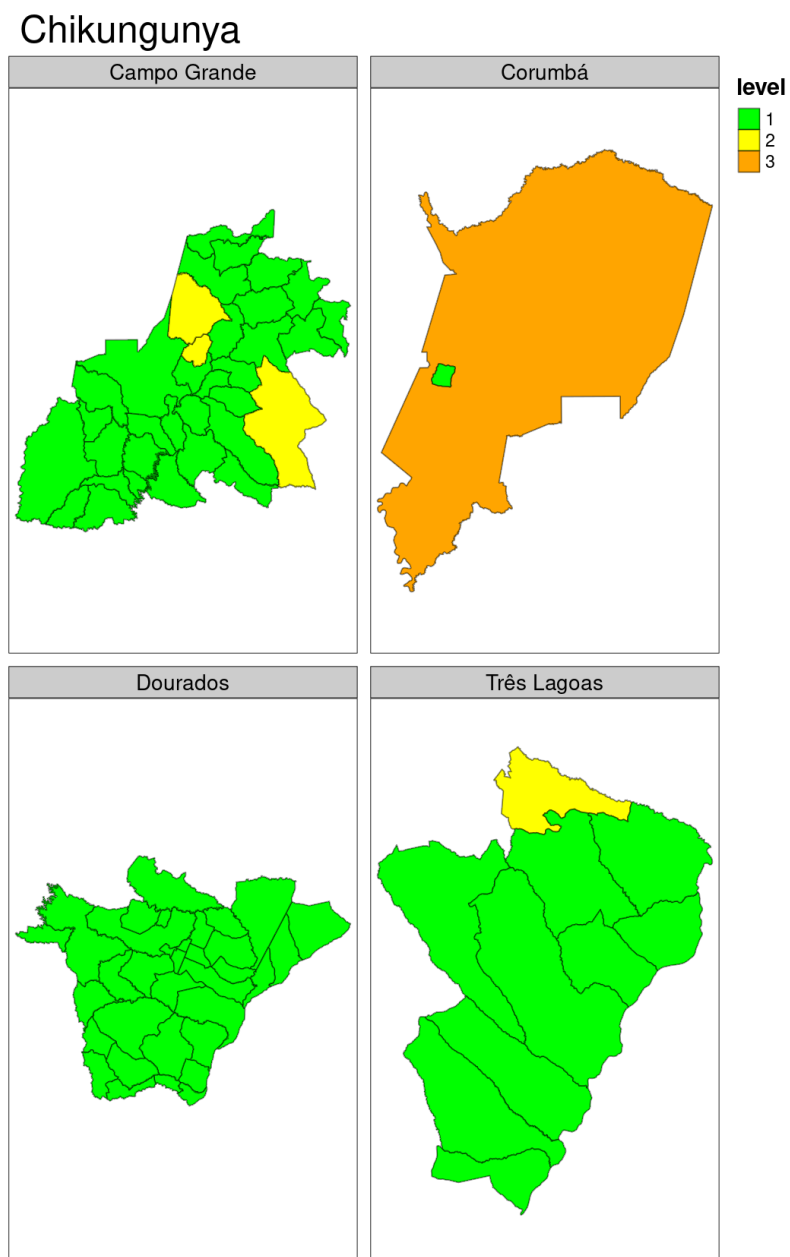 Chikungunya
Campo Grande
Corumbá
level
1
2
3
Dourados
Três Lagoas